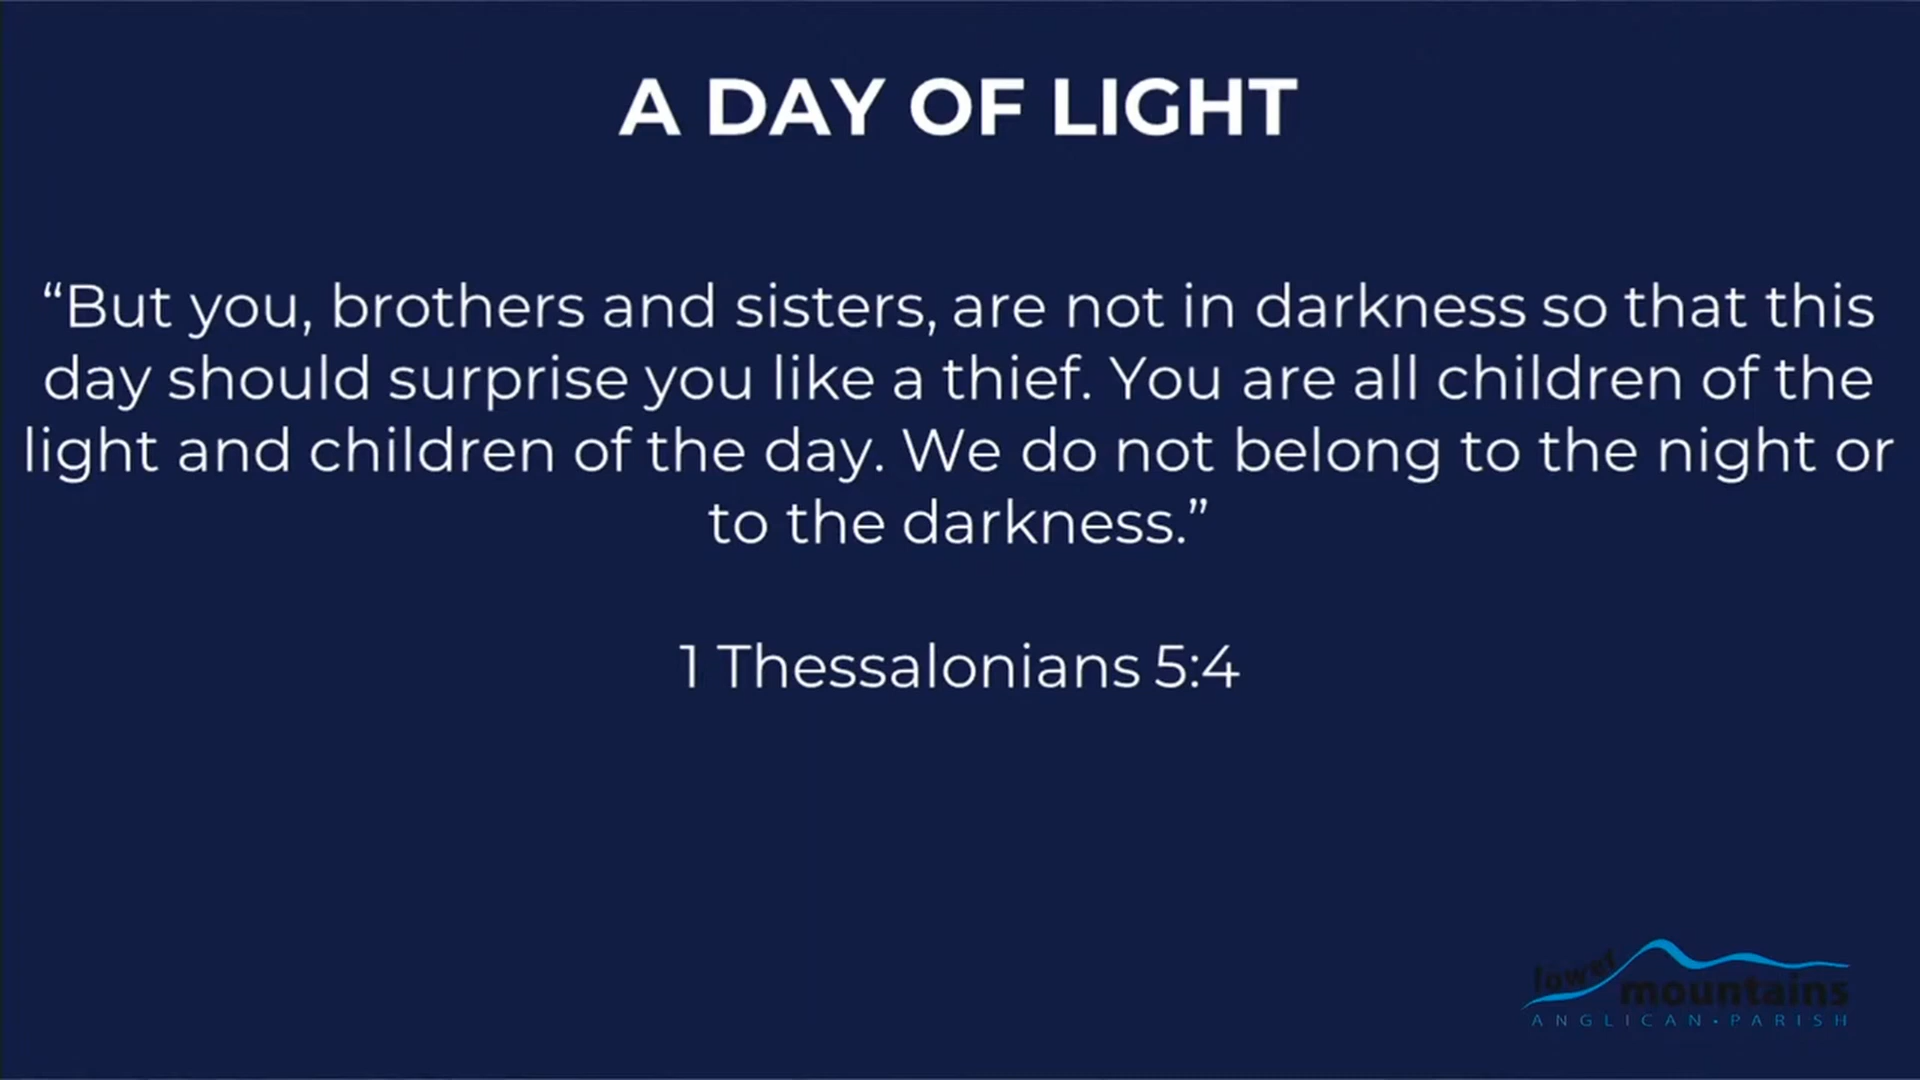 A DAY OF LIGHT
“But you, brothers and sisters, are not in darkness so that this
day should surprise you like a thief. You are all children of the
light and children of the day. We do not belong to the night or
to the darkness.”
1 Thessalonians 5:4
lower
mountains
ANGLICAN • PARISH